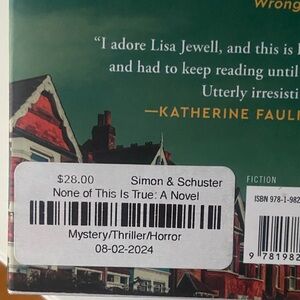 Wrong
“I adore Lisa Jewell, and this is
and had to keep reading until
Utterly irresisti
—KATHERINE FAUL
$28.00 Simon & Schuster
None of This Is True: A Novel
Mystery/Thriller/Horror
08-02-2024
FICTION
ISBN 978-1-982
9 781982